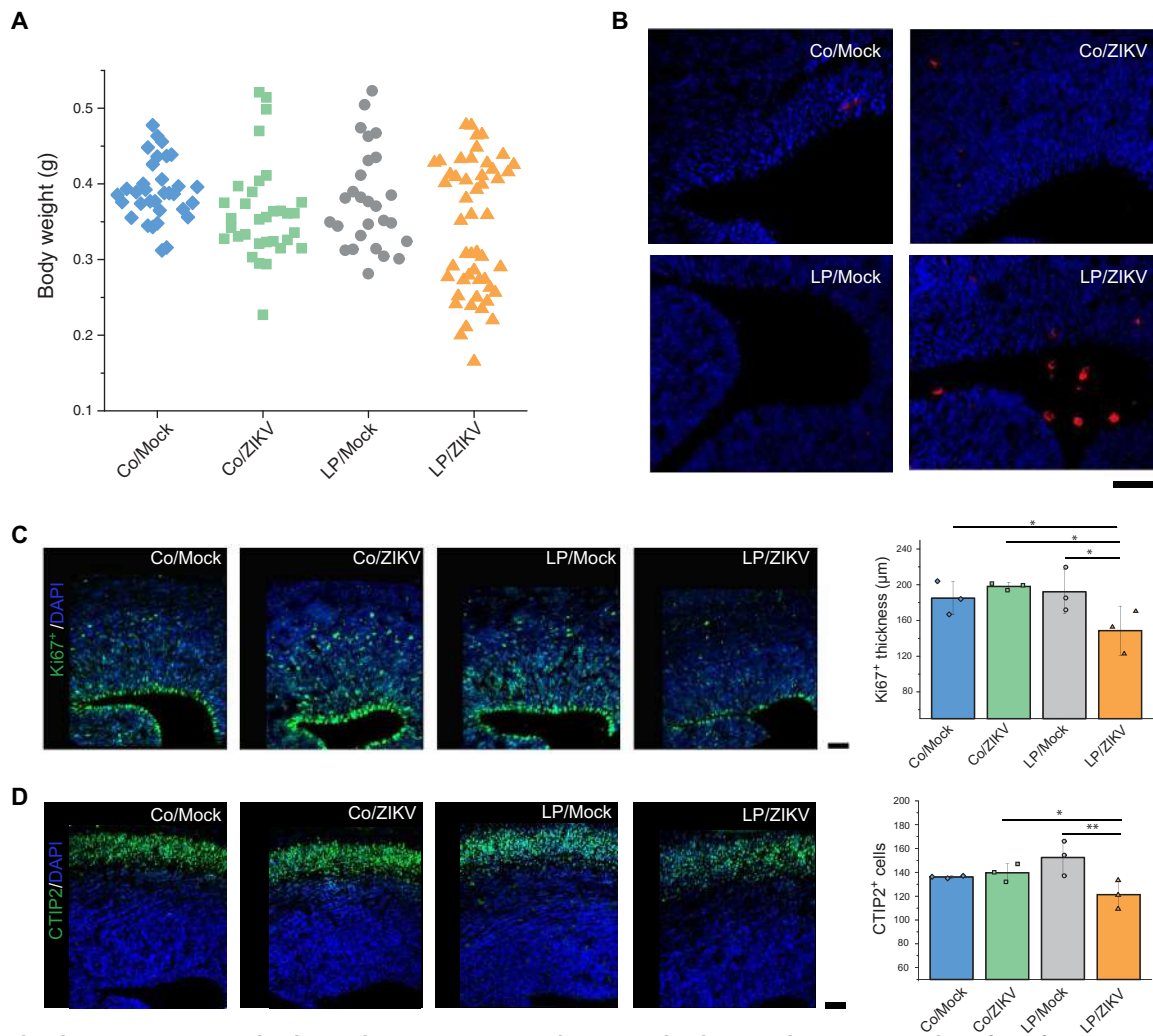 A
Body weight (g)
0.5
0.4
0.3
0.2
0.1
Co/Mock
Co/ZIKV
LP/Mock
LP/ZIKV
B
Co/Mock
Co/ZIKV
LP/Mock
LP/ZIKV
C
Ki67+/DAPI
Co/Mock
Co/ZIKV
LP/Mock
LP/ZIKV
Ki67+ thickness (µm)
240
200
160
120
80
*
*
*
Co/Mock
Co/ZIKV
LP/Mock
LP/ZIKV
D
CTIP2/DAPI
Co/Mock
Co/ZIKV
LP/Mock
LP/ZIKV
CTIP2+ cells
200
180
160
140
120
100
80
60
*
**
Co/Mock
Co/ZIKV
LP/Mock
LP/ZIKV